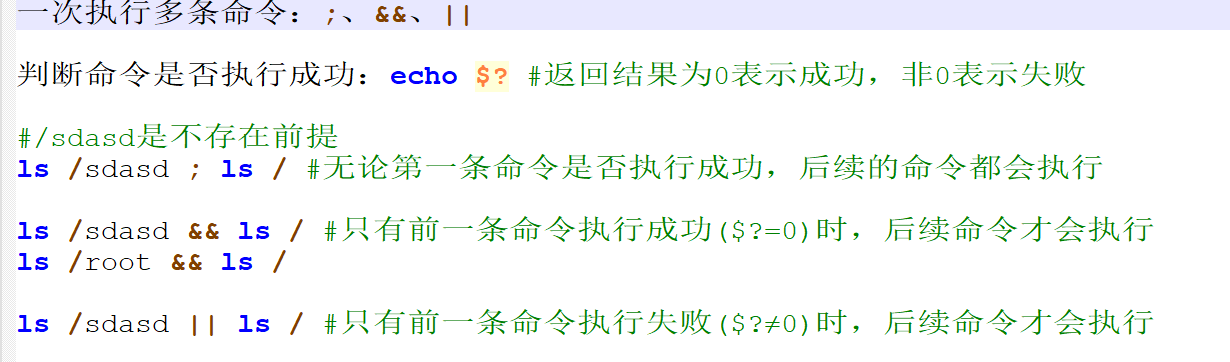 一次执行多条命令：;、&&、||
判断命令是否执行成功：echo $? #返回结果为0表示成功，非0表示失败
#/sdasd是不存在前提
ls /sdasd ; ls / #无论第一条命令是否执行成功，后续的命令都会执行
ls /sdasd && ls / #只有前一条命令执行成功($?=0)时，后续命令才会执行
ls /root && ls /
ls /sdasd || ls / #只有前一条命令执行失败($?≠0)时，后续命令才会执行